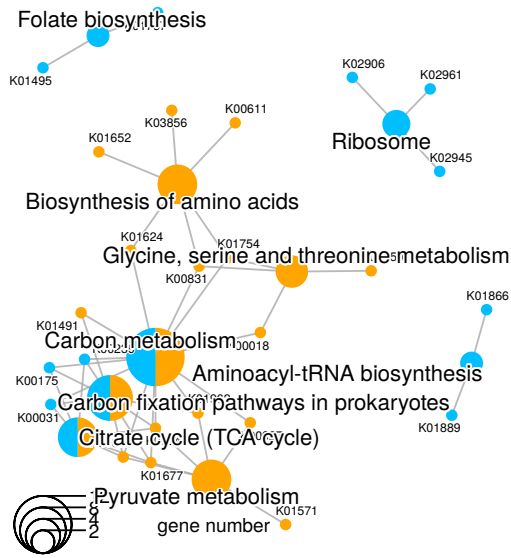 Folate biosynthesis
K01495
K02906
K02961
Ribosome
K02945
K00611
K03856
K01652
Biosynthesis of amino acids
K01624
K01754
Glycine, serine and threonine metabolism
K00831
K01491
Carbon metabolism
K01866
Aminoacyl-tRNA biosynthesis
K00175
Carbon fixation pathways in prokaryotes
K00031
K01889
Citrate cycle (TCA cycle)
K01677
Pyruvate metabolism
K01571
gene number
8
4
2